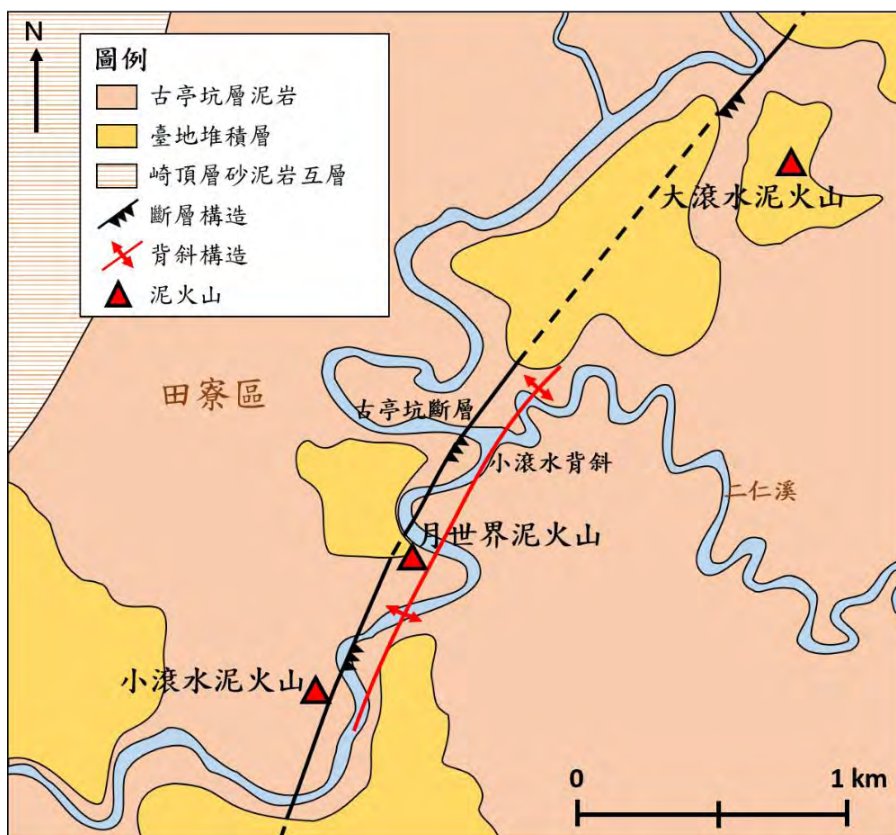 N
圖例
古亭坑層泥岩
臺地堆積層
崎頂層砂泥岩互層
斷層構造
背斜構造
泥火山
大滾水泥火山
田寮區
古亭坑斷層
小滾水背斜
二仁溪
月世界泥火山
小滾水泥火山
0 1 km